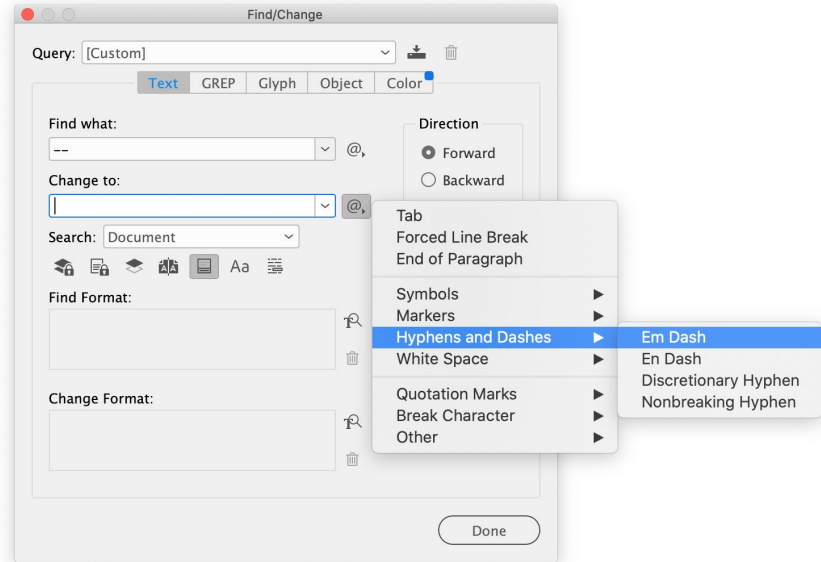 Find/Change
Query: [Custom]
Text GREP Glyph Object Color
Find what:
--
Direction
Forward
Backward
Change to:
Search: Document
Aa
Find Format:
Change Format:
Tab
Forced Line Break
End of Paragraph
Symbols
Markers
Hyphens and Dashes
White Space
Quotation Marks
Break Character
Other
Em Dash
En Dash
Discretionary Hyphen
Nonbreaking Hyphen
Done